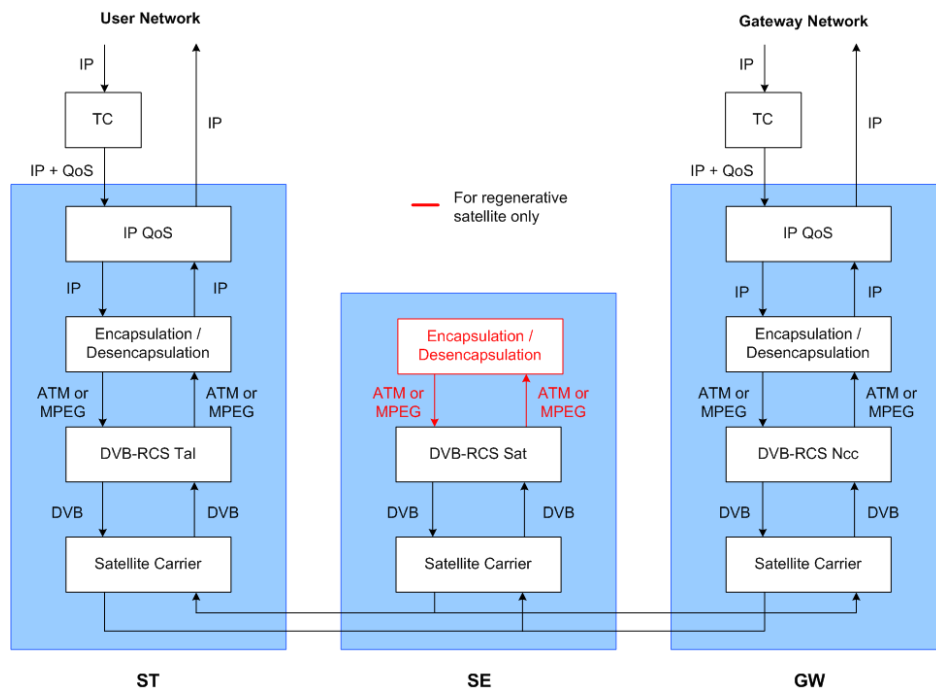 User Network
Gateway Network
IP
IP
TC
IP
TC
IP
IP + QoS
IP + QoS
For regenerative
satellite only
IP QoS
IP QoS
IP
IP
IP
IP
Encapsulation /
Desencapsulation
Encapsulation /
Desencapsulation
Encapsulation /
Desencapsulation
ATM or
MPEG
ATM or
MPEG
ATM or
MPEG
ATM or
MPEG
ATM or
MPEG
ATM or
MPEG
DVB-RCS Tal
DVB-RCS Sat
DVB-RCS Ncc
DVB
DVB
DVB
DVB
DVB
DVB
Satellite Carrier
Satellite Carrier
Satellite Carrier
ST
SE
GW